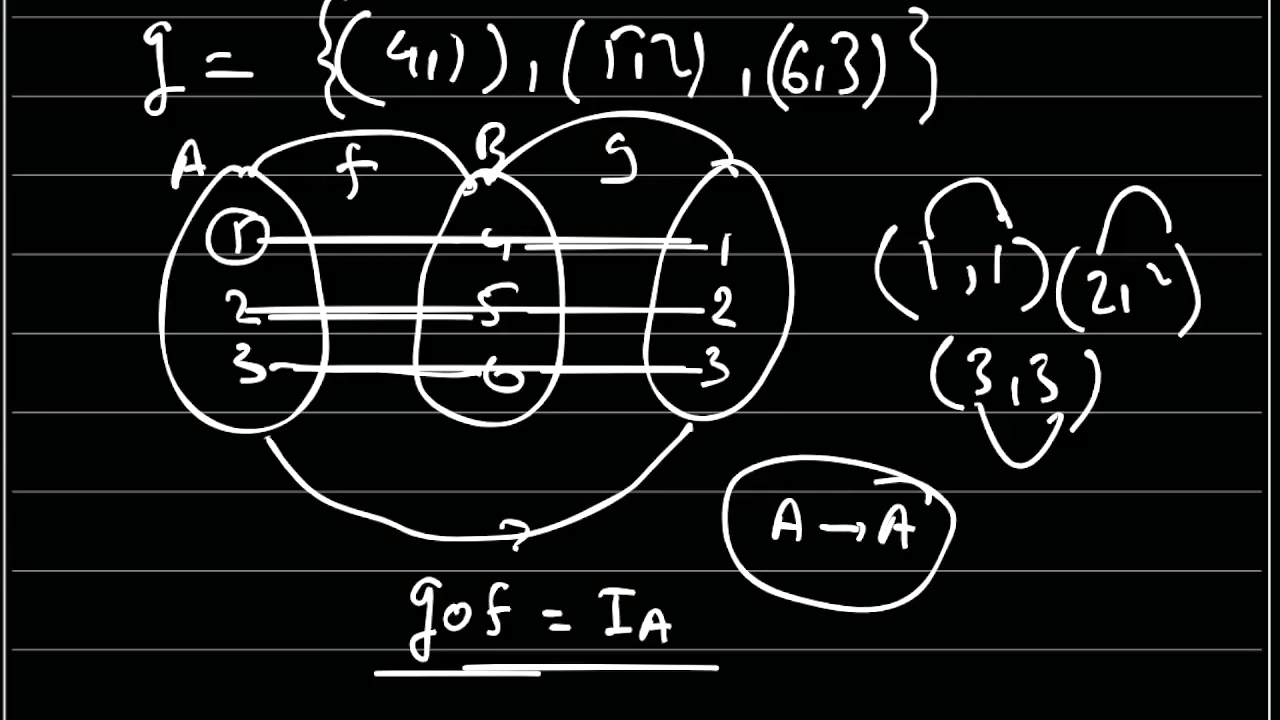 g = {(4,1), (5,2), (6,3)}
A f B g
1 4 1 (1,1) (2,2)
2 5 2
3 6 3 (3,3)
A → A
gof = I_A